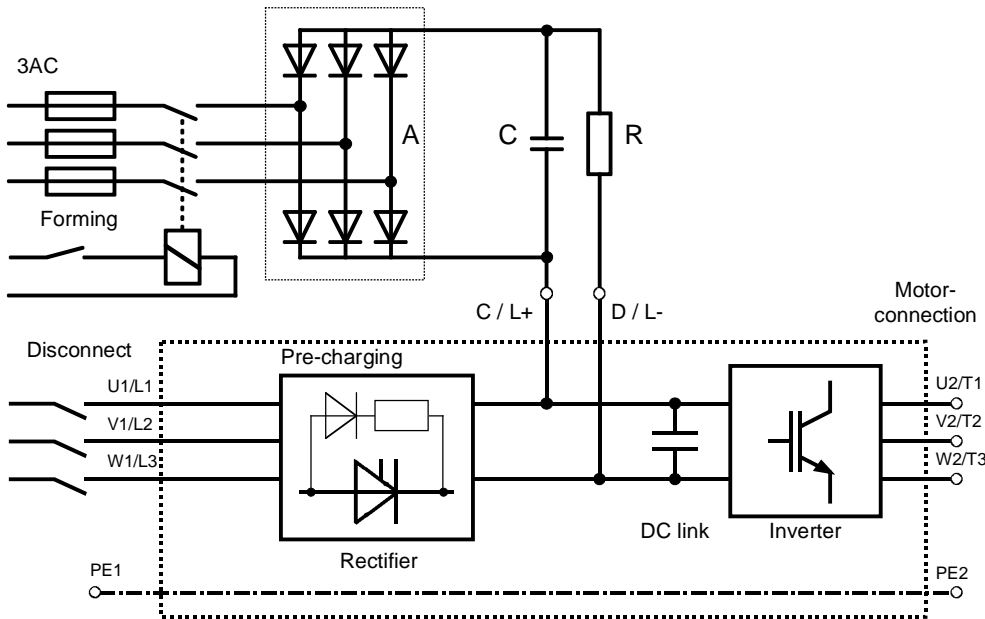 3AC
A
C
R
Forming
C / L+
D / L-
Motor-
connection
Disconnect
Pre-charging
U1/L1
V1/L2
W1/L3
U2/T1
V2/T2
W2/T3
DC link
Inverter
Rectifier
PE1
PE2